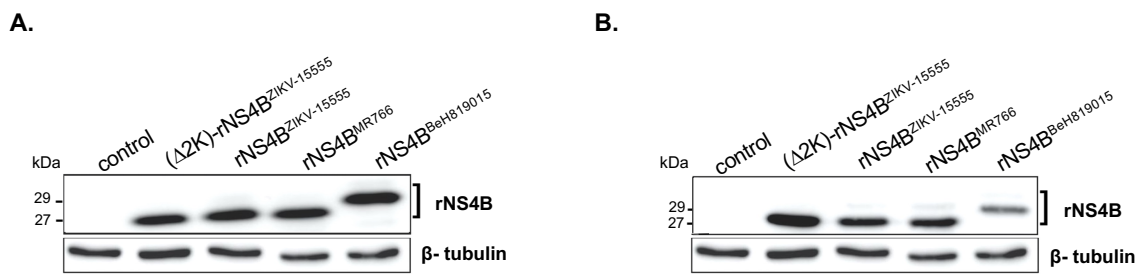 A.
control
(Δ2K)-rNS4B^ZIKV-15555
rNS4B^ZIKV-15555
rNS4B^MR766
rNS4B^BeH819015
kDa
29
27
rNS4B
β- tubulin
B.
control
(Δ2K)-rNS4B^ZIKV-15555
rNS4B^ZIKV-15555
rNS4B^MR766
rNS4B^BeH819015
kDa
29
27
rNS4B
β- tubulin